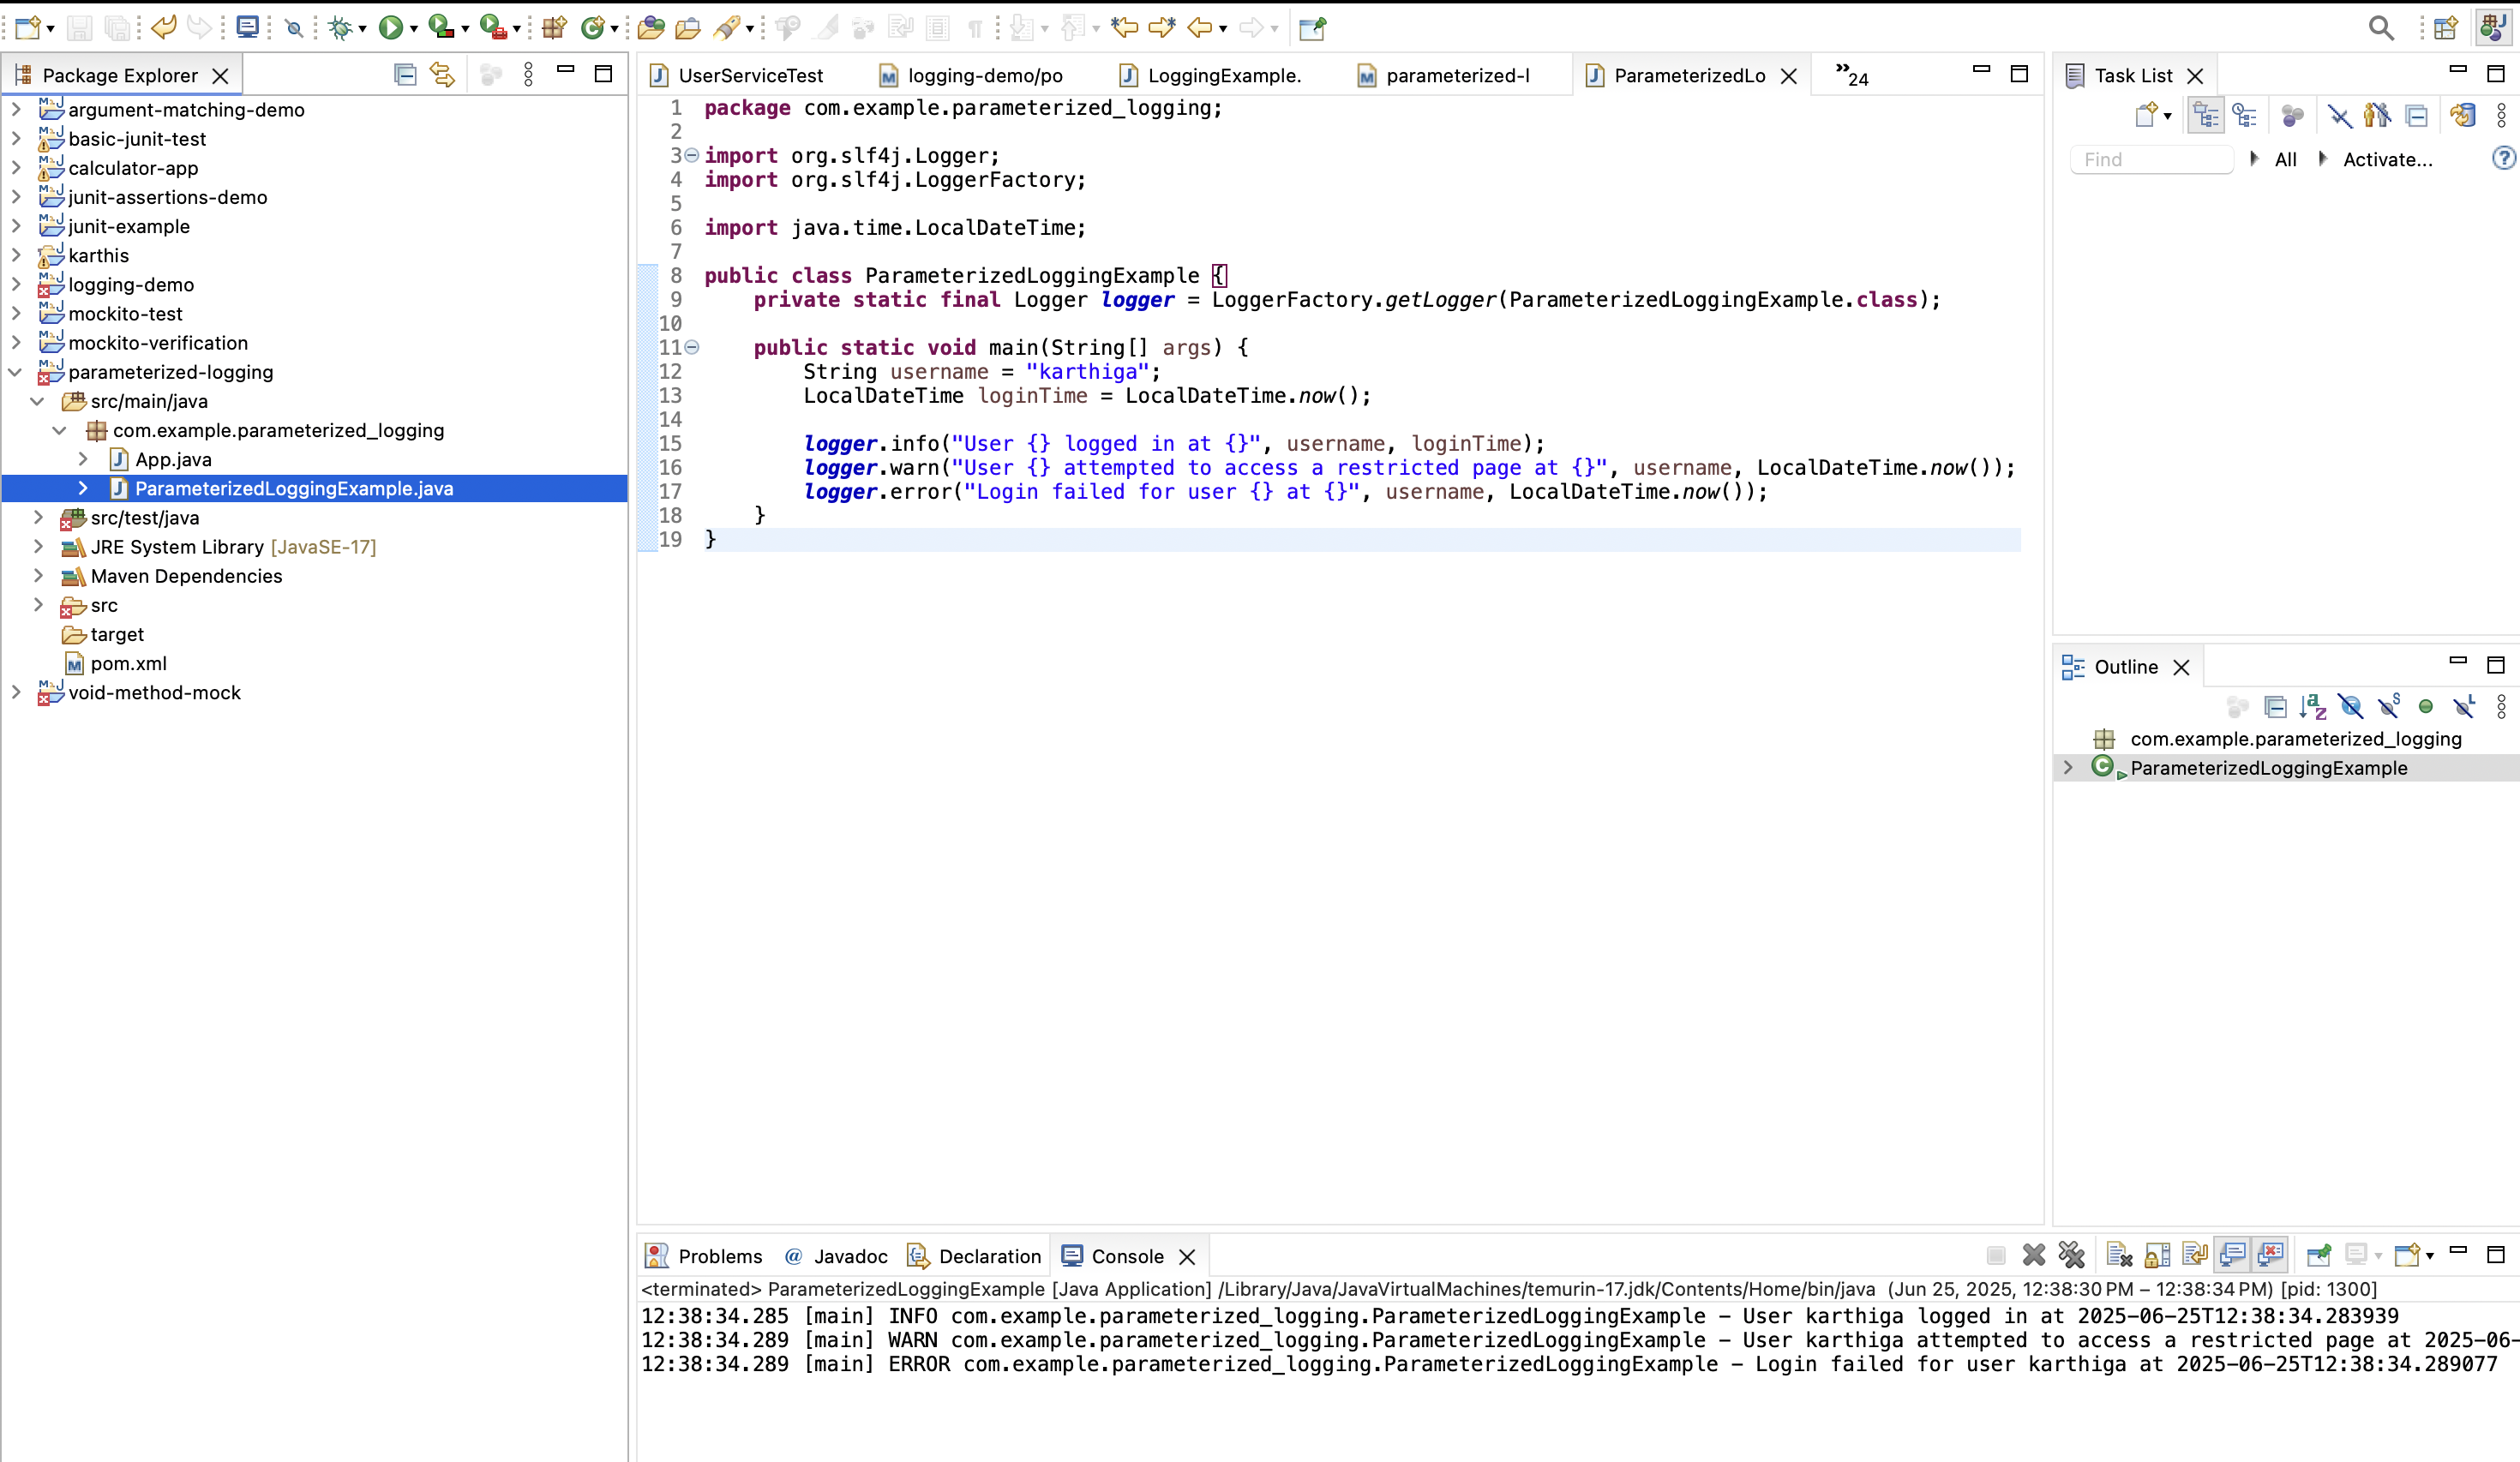 Package Explorer
argument-matching-demo
basic-junit-test
calculator-app
junit-assertions-demo
junit-example
karthis
logging-demo
mockito-test
mockito-verification
parameterized-logging
src/main/java
com.example.parameterized_logging
App.java
ParameterizedLoggingExample.java
src/test/java
JRE System Library [JavaSE-17]
Maven Dependencies
src
target
pom.xml
void-method-mock
UserServiceTest
logging-demo/po
LoggingExample.
parameterized-l
ParameterizedLo
»24
1 package com.example.parameterized_logging;
2
3 import org.slf4j.Logger;
4 import org.slf4j.LoggerFactory;
5
6 import java.time.LocalDateTime;
7
8 public class ParameterizedLoggingExample {
9     private static final Logger logger = LoggerFactory.getLogger(ParameterizedLoggingExample.class);
10
11     public static void main(String[] args) {
12         String username = "karthiga";
13         LocalDateTime loginTime = LocalDateTime.now();
14
15         logger.info("User {} logged in at {}", username, loginTime);
16         logger.warn("User {} attempted to access a restricted page at {}", username, LocalDateTime.now());
17         logger.error("Login failed for user {} at {}", username, LocalDateTime.now());
18     }
19 }
Task List
Find
All
Activate...
Outline
com.example.parameterized_logging
ParameterizedLoggingExample
Problems
Javadoc
Declaration
Console
<terminated> ParameterizedLoggingExample [Java Application] /Library/Java/JavaVirtualMachines/temurin-17.jdk/Contents/Home/bin/java (Jun 25, 2025, 12:38:30 PM – 12:38:34 PM) [pid: 1300]
12:38:34.285 [main] INFO com.example.parameterized_logging.ParameterizedLoggingExample - User karthiga logged in at 2025-06-25T12:38:34.283939
12:38:34.289 [main] WARN com.example.parameterized_logging.ParameterizedLoggingExample - User karthiga attempted to access a restricted page at 2025-06-
12:38:34.289 [main] ERROR com.example.parameterized_logging.ParameterizedLoggingExample - Login failed for user karthiga at 2025-06-25T12:38:34.289077